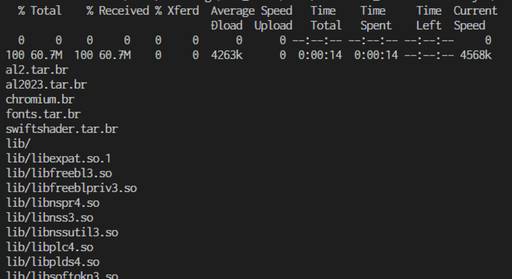 % Total % Received % Xferd Average Speed Time Time Time Current
Dload Upload Total Spent Left Speed
0 0 0 0 0 0 0 0 --:--:-- --:--:-- --:--:-- 0
100 60.7M 100 60.7M 0 0 4263k 0 0:00:14 0:00:14 --:--:-- 4568k
al2.tar.br
al2023.tar.br
chromium.br
fonts.tar.br
swiftshader.tar.br
lib/
lib/libexpat.so.1
lib/libfreebl3.so
lib/libfreeblpriv3.so
lib/libnspr4.so
lib/libnss3.so
lib/libnssutil3.so
lib/libplc4.so
lib/libplds4.so
lib/libsoftokn3.so